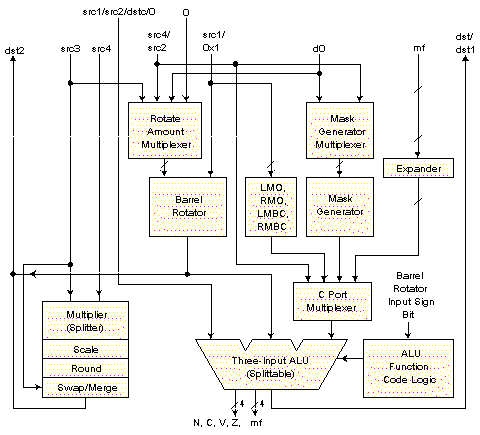 src1/src2/dstc/0
0
src4/
src2
src1/
0x1
d0
mf
dst/
dst1
dst2
src3
src4
Rotate
Amount
Multiplexer
Mask
Generator
Multiplexer
Expander
Barrel
Rotator
LMO,
RMO,
LMBC,
RMBC
Mask
Generator
Barrel
Rotator
Input Sign
Bit
C Port
Multiplexer
Multiplier
(Splitter)
Scale
Round
Swap/Merge
Three-Input ALU
(Splittable)
ALU
Function
Code Logic
N, C, V, Z,
mf